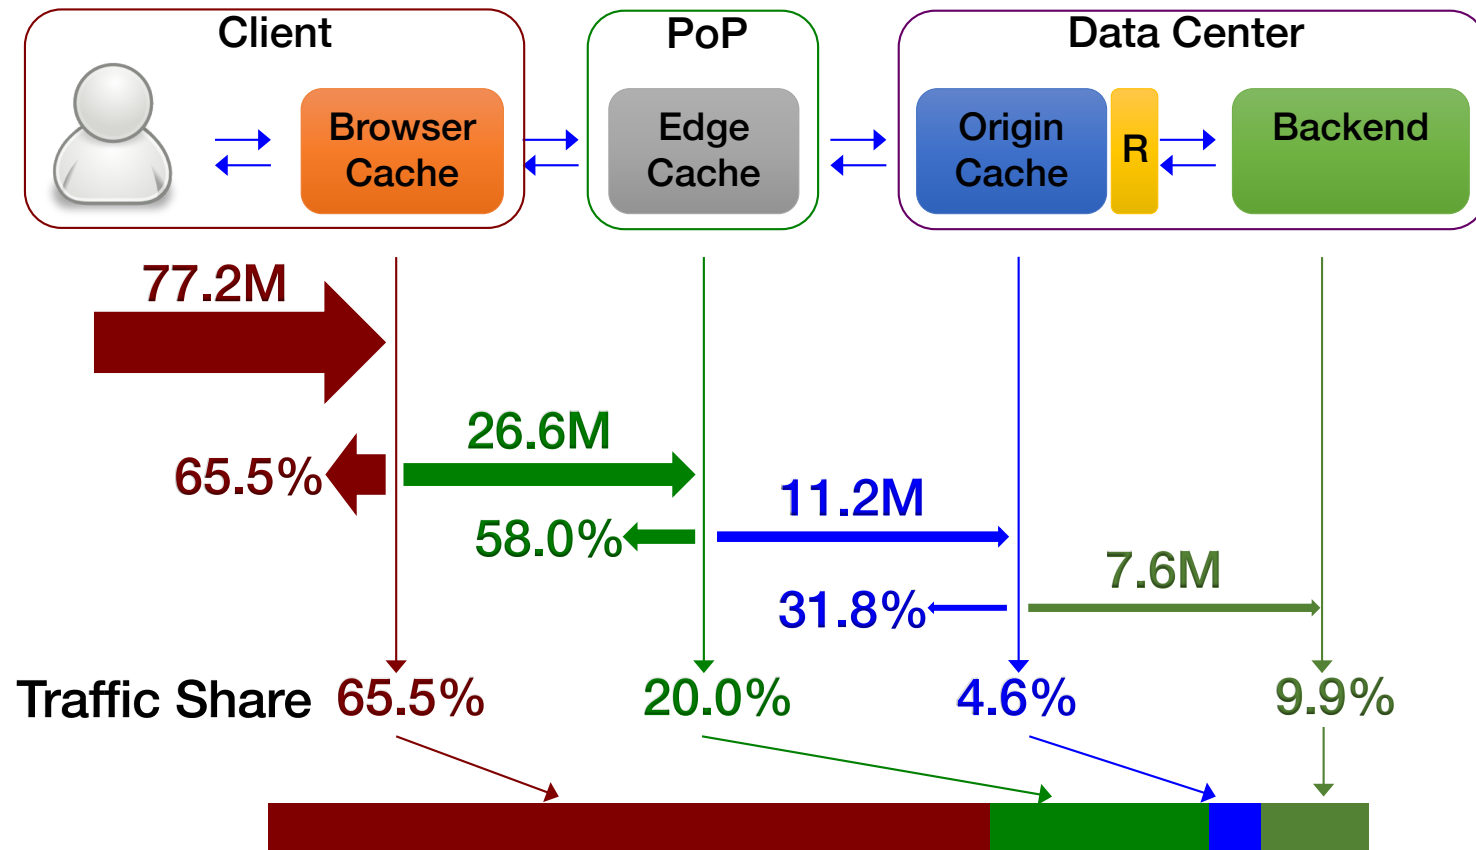 Client
PoP
Data Center
Browser
Cache
Edge
Cache
Origin
Cache
R
Backend
77.2M
65.5%
26.6M
58.0%
11.2M
31.8%
7.6M
Traffic Share 65.5% 20.0% 4.6% 9.9%